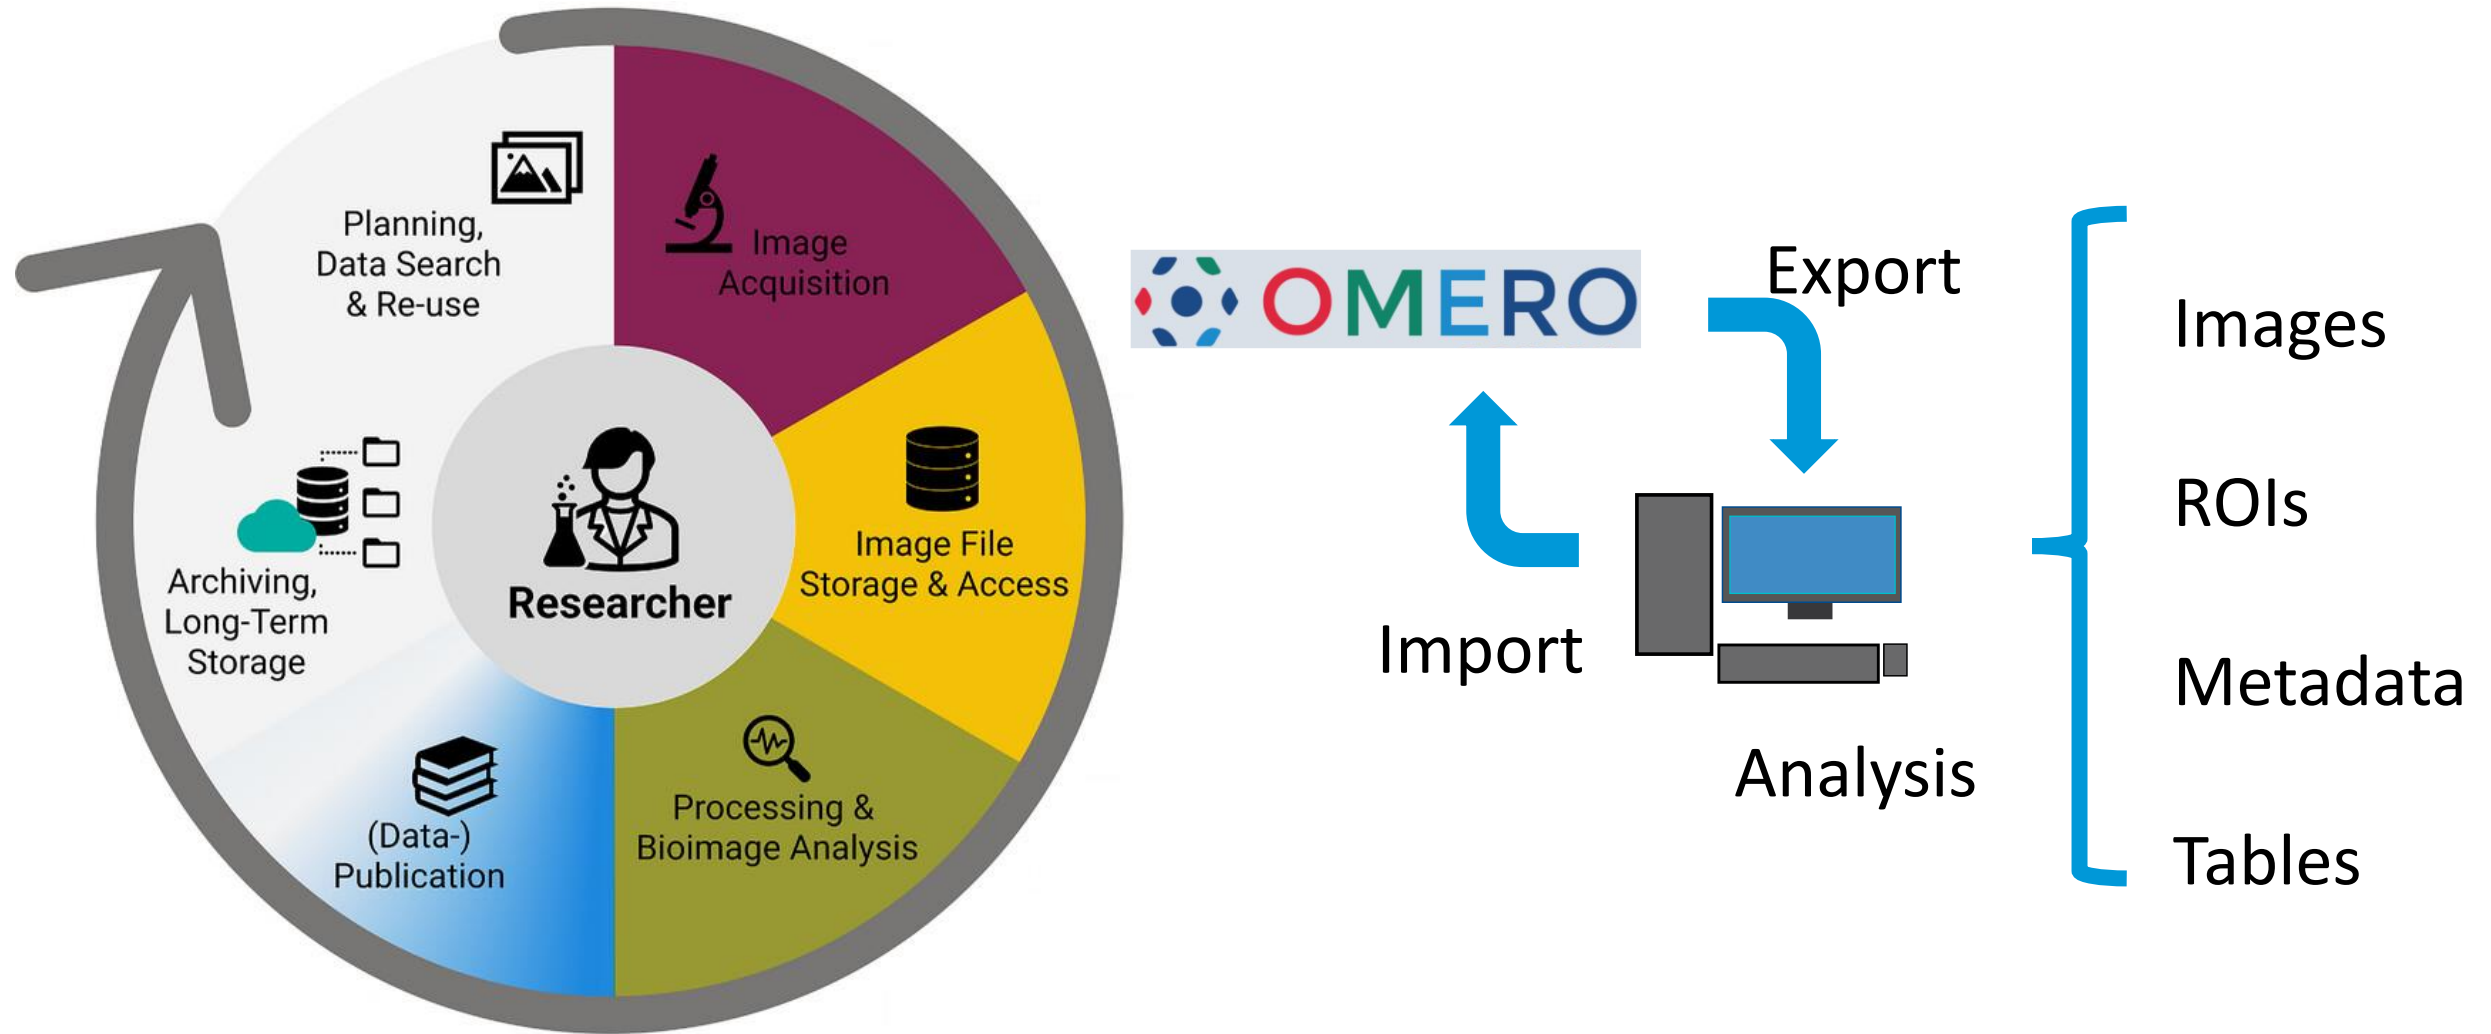 Planning,
Data Search
& Re-use
Image
Acquisition
Image File
Storage & Access
Processing &
Bioimage Analysis
(Data-)
Publication
Archiving,
Long-Term
Storage
Researcher
OMERO
Export
Import
Analysis
Images
ROIs
Metadata
Tables